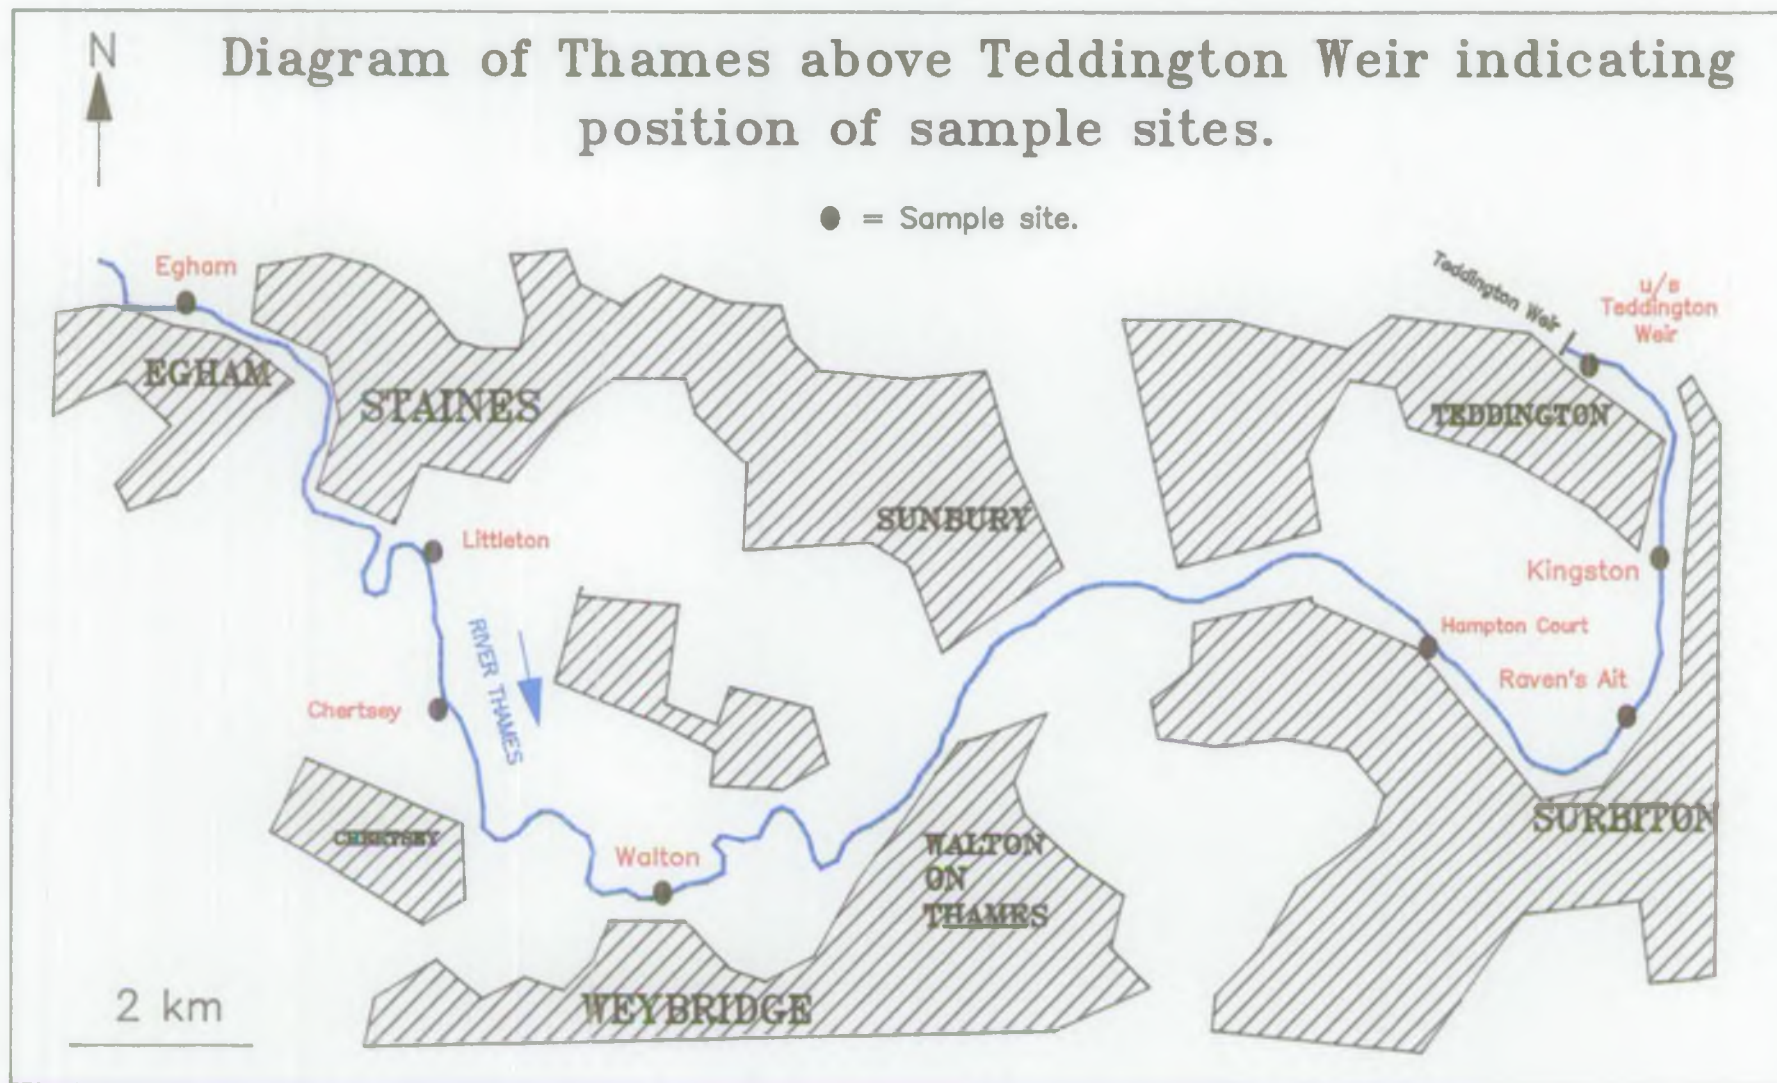 N
Diagram of Thames above Teddington Weir indicating
position of sample sites.
= Sample site.
Egham
Teddington Weir
u/s
Teddington
Weir
EGHAM
STAINES
TEDDINGTON
SUNBURY
Littleton
Kingston
RIVER THAMES
Hampton Court
Raven's Ait
Chertsey
CHERTSEY
Walton
WALTON
ON
THAMES
SURBITON
WEYBRIDGE
2 km